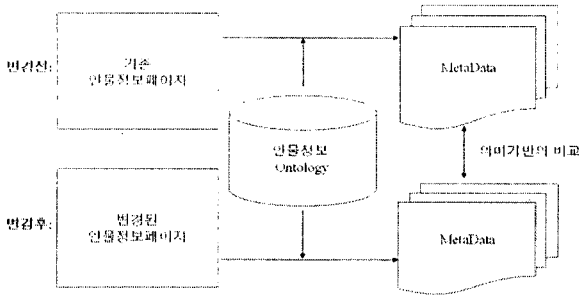 변경전:
기존
인물정보페이지
MetaData
인물정보
Ontology
의미기반의 비교
변경후:
변경된
인물정보페이지
MetaData